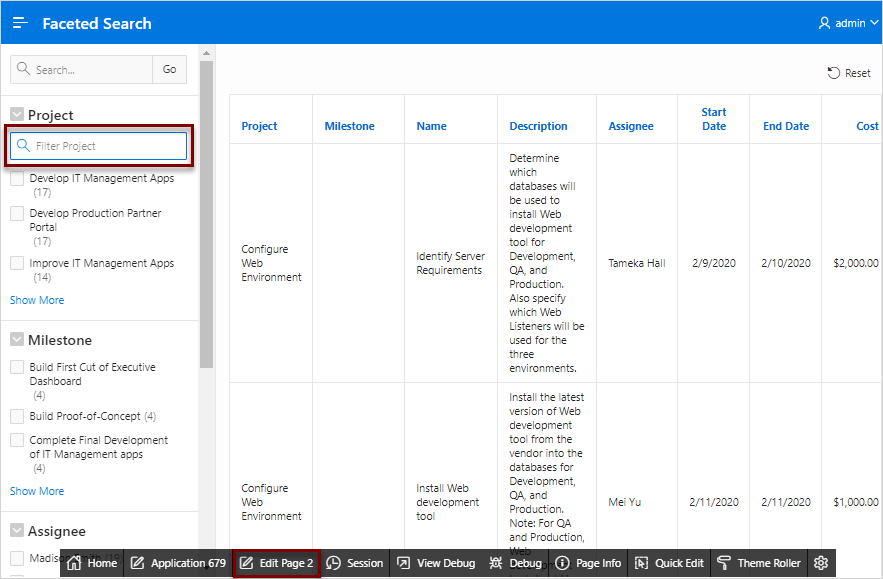 Faceted Search
admin
Search...
Go
Reset
Project
Filter Project
Develop IT Management Apps
(17)
Develop Production Partner
Portal
(17)
Improve IT Management Apps
(14)
Show More
Milestone
Build First Cut of Executive
Dashboard
(4)
Build Proof-of-Concept (4)
Complete Final Development
of IT Management apps
(4)
Show More
Assignee
Madison Smith (19)
Project
Milestone
Name
Description
Assignee
Start
Date
End Date
Cost
Configure
Web
Environment
Identify Server
Requirements
Determine
which
databases will
be used to
install Web
development
tool for
Development,
QA, and
Production.
Also specify
which Web
Listeners will be
used for the
three
environments.
Tameka Hall
2/9/2020
2/10/2020
$2,000.00
Configure
Web
Environment
Install Web
development
tool
Install the latest
version of Web
development
tool from the
vendor into the
databases for
Development,
QA, and
Production.
Note: For QA
and Production,
Web
Mei Yu
2/11/2020
2/11/2020
$1,000.00
Home
Application 679
Edit Page 2
Session
View Debug
Debug
Page Info
Quick Edit
Theme Roller